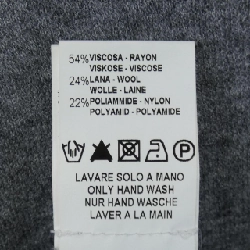 54% VISCOSA - RAYON
VISKOSE - VISCOSE
24% LANA - WOOL
WOLLE - LAINE
22% POLIAMMIDE - NYLON
POLYAMID - POLYAMIDE
P
LAVARE SOLO A MANO
ONLY HAND WASH
NUR HAND WASCHE
LAVER A LA MAIN